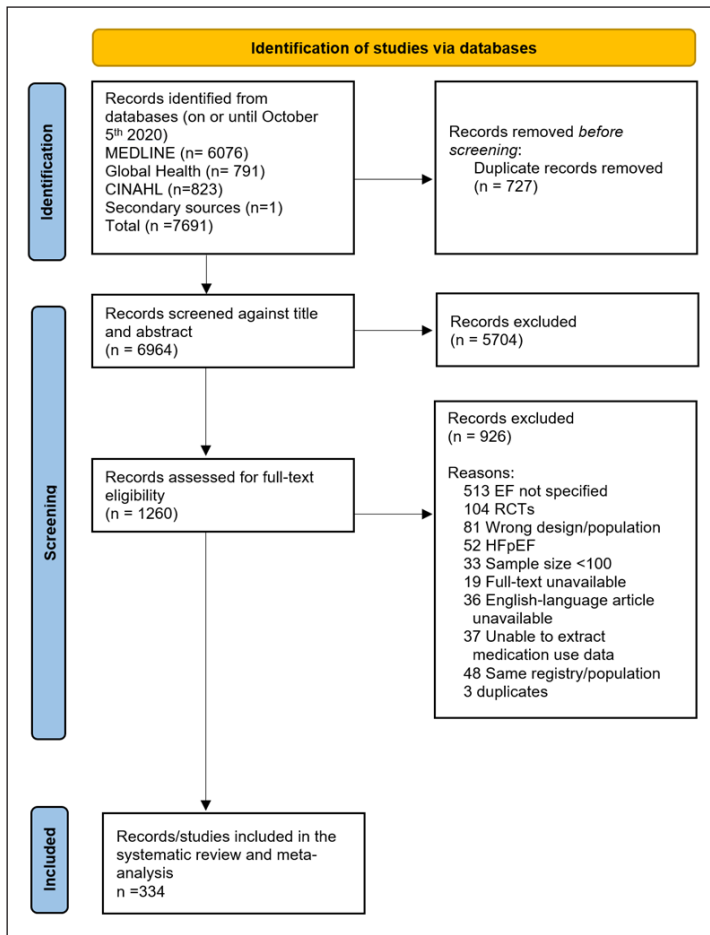 Identification of studies via databases
Identification
Records identified from
databases (on or until October
5th 2020)
MEDLINE (n= 6076)
Global Health (n= 791)
CINAHL (n=823)
Secondary sources (n=1)
Total (n =7691)
Records removed before
screening:
Duplicate records removed
(n = 727)
Screening
Records screened against title
and abstract
(n = 6964)
Records excluded
(n = 5704)
Records assessed for full-text
eligibility
(n = 1260)
Records excluded
(n = 926)
Reasons:
513 EF not specified
104 RCTs
81 Wrong design/population
52 HFpEF
33 Sample size <100
19 Full-text unavailable
36 English-language article
unavailable
37 Unable to extract
medication use data
48 Same registry/population
3 duplicates
Included
Records/studies included in the
systematic review and meta-
analysis
n =334